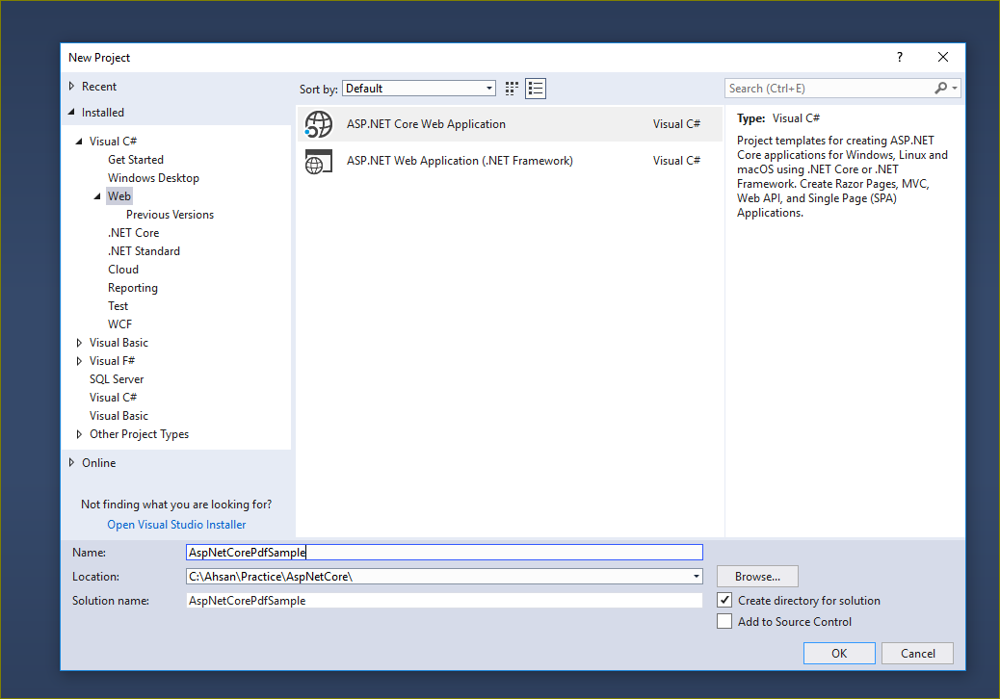 New Project
?
Recent
Installed
Visual C#
Get Started
Windows Desktop
Web
Previous Versions
.NET Core
.NET Standard
Cloud
Reporting
Test
WCF
Visual Basic
Visual F#
SQL Server
Visual C#
Visual Basic
Other Project Types
Online
Not finding what you are looking for?
Open Visual Studio Installer
Sort by: Default
ASP.NET Core Web Application Visual C#
ASP.NET Web Application (.NET Framework) Visual C#
Search (Ctrl+E)
Type: Visual C#
Project templates for creating ASP.NET
Core applications for Windows, Linux and
macOS using .NET Core or .NET
Framework. Create Razor Pages, MVC,
Web API, and Single Page (SPA)
Applications.
Name: AspNetCorePdfSample
Location: C:\Ahsan\Practice\AspNetCore\ Browse...
Solution name: AspNetCorePdfSample
Create directory for solution
Add to Source Control
OK Cancel